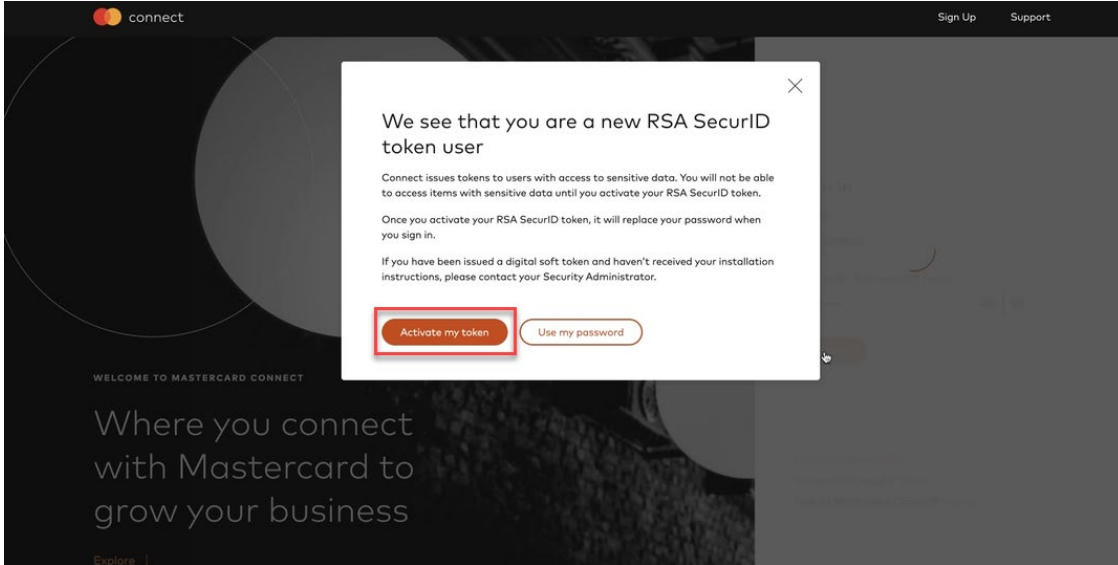 connect
Sign Up
Support
We see that you are a new RSA SecurID
token user
Connect issues tokens to users with access to sensitive data. You will not be able
to access items with sensitive data until you activate your RSA SecurID token.
Once you activate your RSA SecurID token, it will replace your password when
you sign in.
If you have been issued a digital soft token and haven't received your installation
instructions, please contact your Security Administrator.
Activate my token
Use my password
WELCOME TO MASTERCARD CONNECT
Where you connect
with Mastercard to
grow your business
Explore